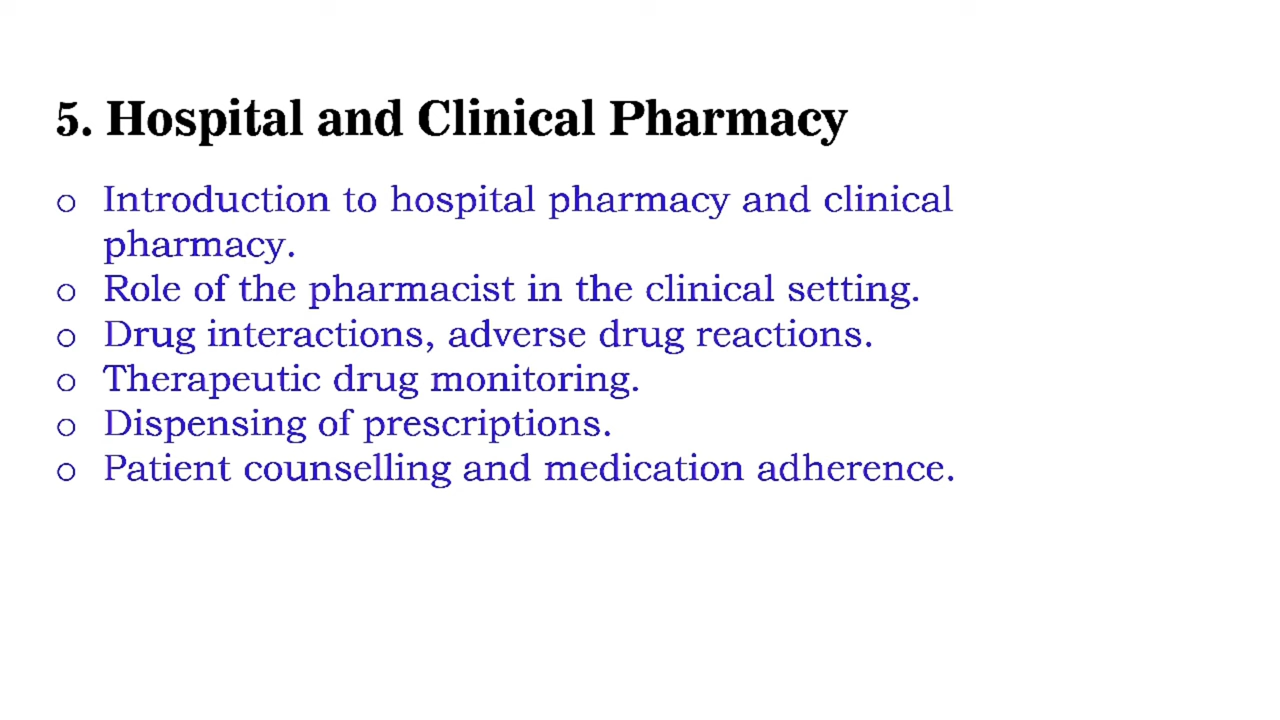 5. Hospital and Clinical Pharmacy
o Introduction to hospital pharmacy and clinical
pharmacy.
o Role of the pharmacist in the clinical setting.
o Drug interactions, adverse drug reactions.
o Therapeutic drug monitoring.
o Dispensing of prescriptions.
o Patient counselling and medication adherence.